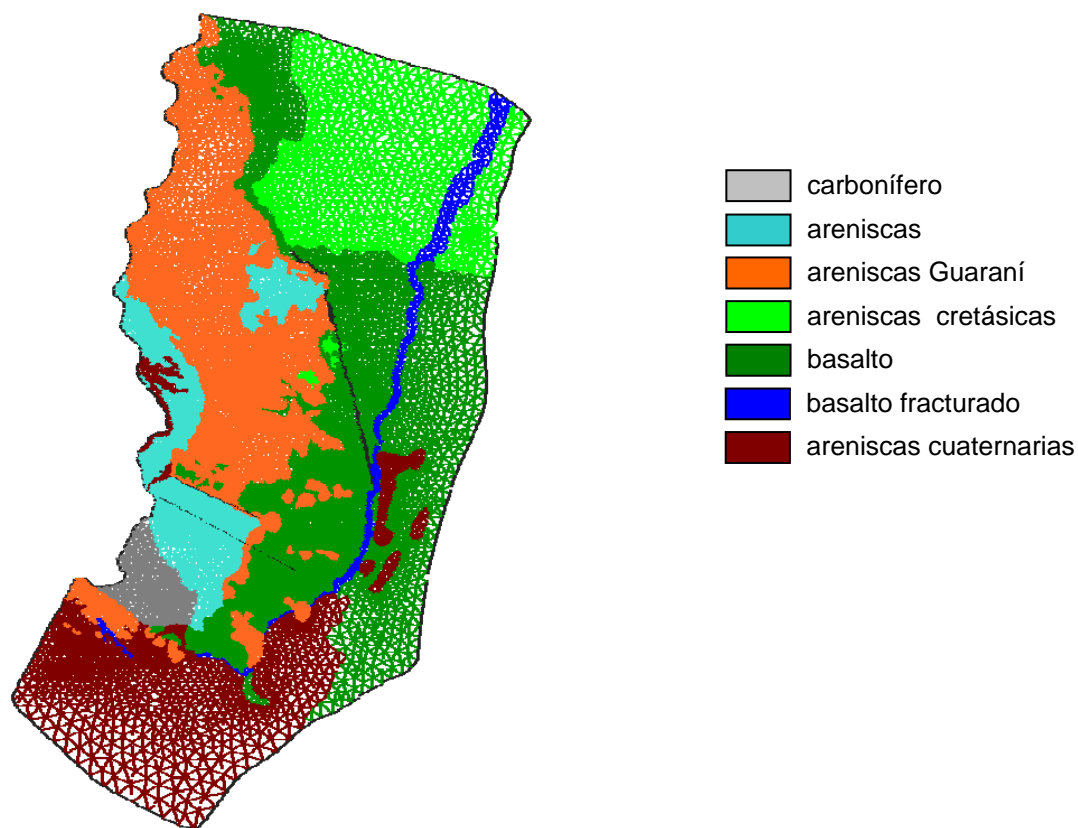 carbonífero
areniscas
areniscas Guaraní
areniscas cretásicas
basalto
basalto fracturado
areniscas cuaternarias